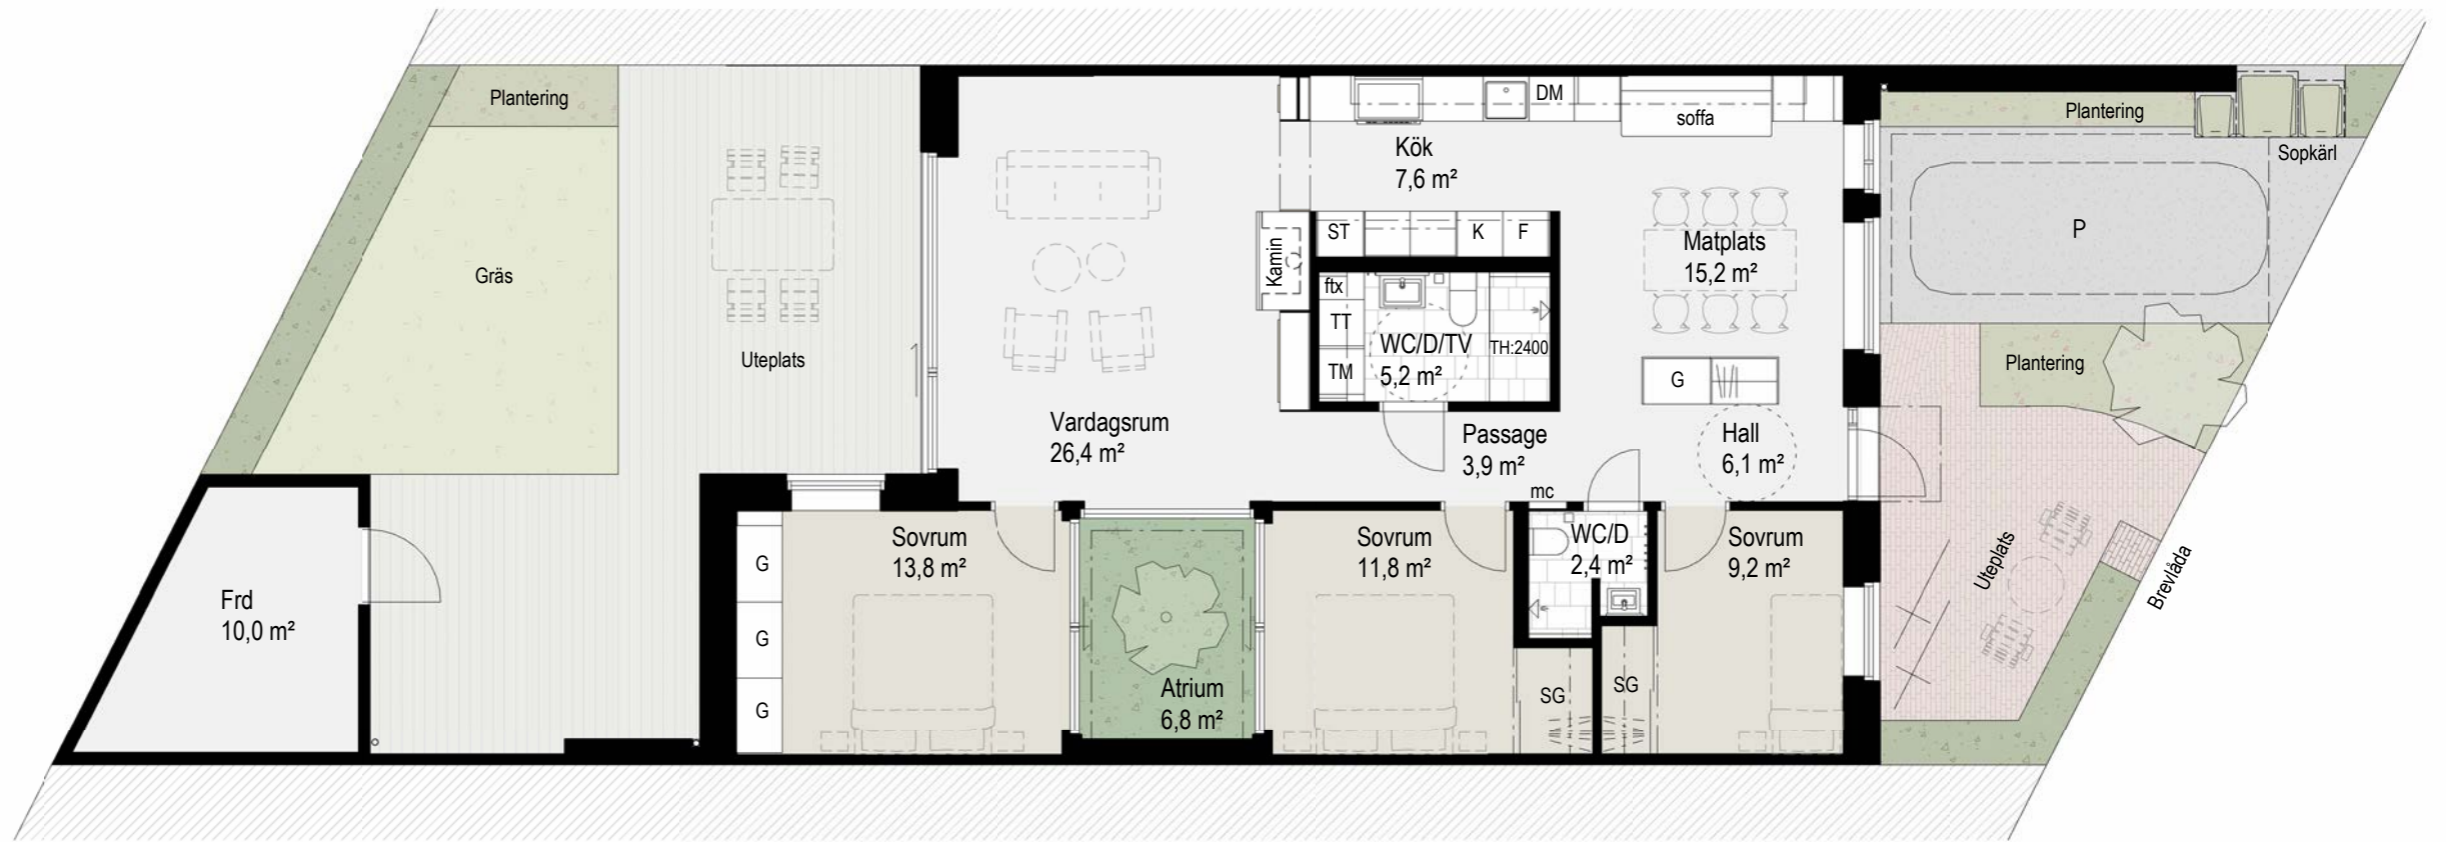 Plantering
Gräs
Uteplats
Frd
10,0 m²
Vardagsrum
26,4 m²
Kamin
Kök
7,6 m²
DM
soffa
ST
K
F
ftx
TT
TM
WC/D/TV
5,2 m²
TH:2400
Matplats
15,2 m²
G
Hall
6,1 m²
Passage
3,9 m²
mc
Sovrum
13,8 m²
G
G
G
Atrium
6,8 m²
Sovrum
11,8 m²
SG
WC/D
2,4 m²
SG
Sovrum
9,2 m²
Plantering
Sopkärl
P
Plantering
Uteplats
Brevlåda